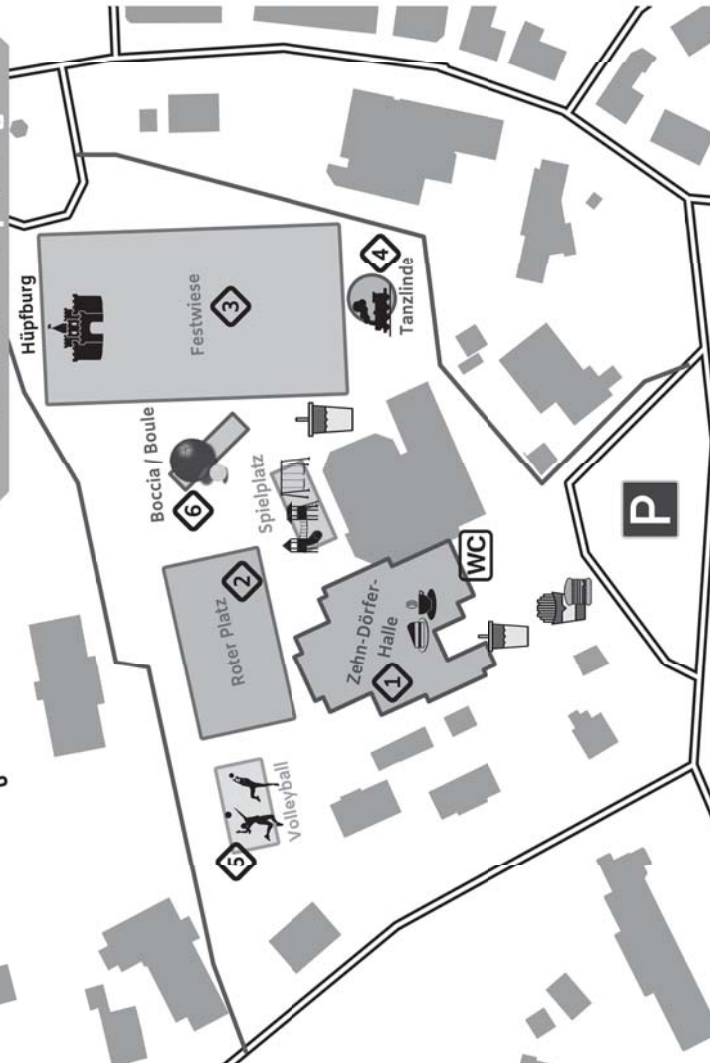 Hüpfburg
Boccia / Boule
6
Festwiese
3
Roter Platz
2
5
Volleyball
Spielplatz
Zehn-Dörfer-
Halle
1
4
Tanzlinde
WC
P